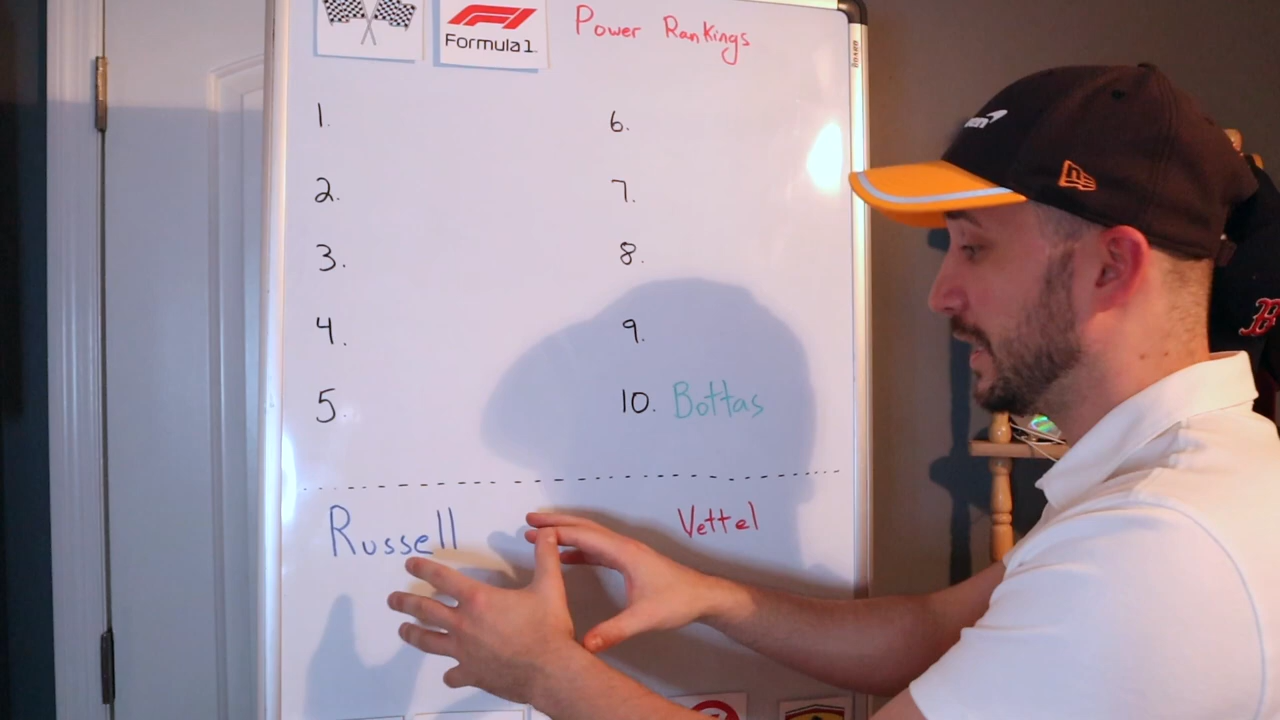 Formula 1
Power Rankings
1.
2.
3.
4.
5.
6.
7.
8.
9.
10. Bottas
Russell
Vettel
B